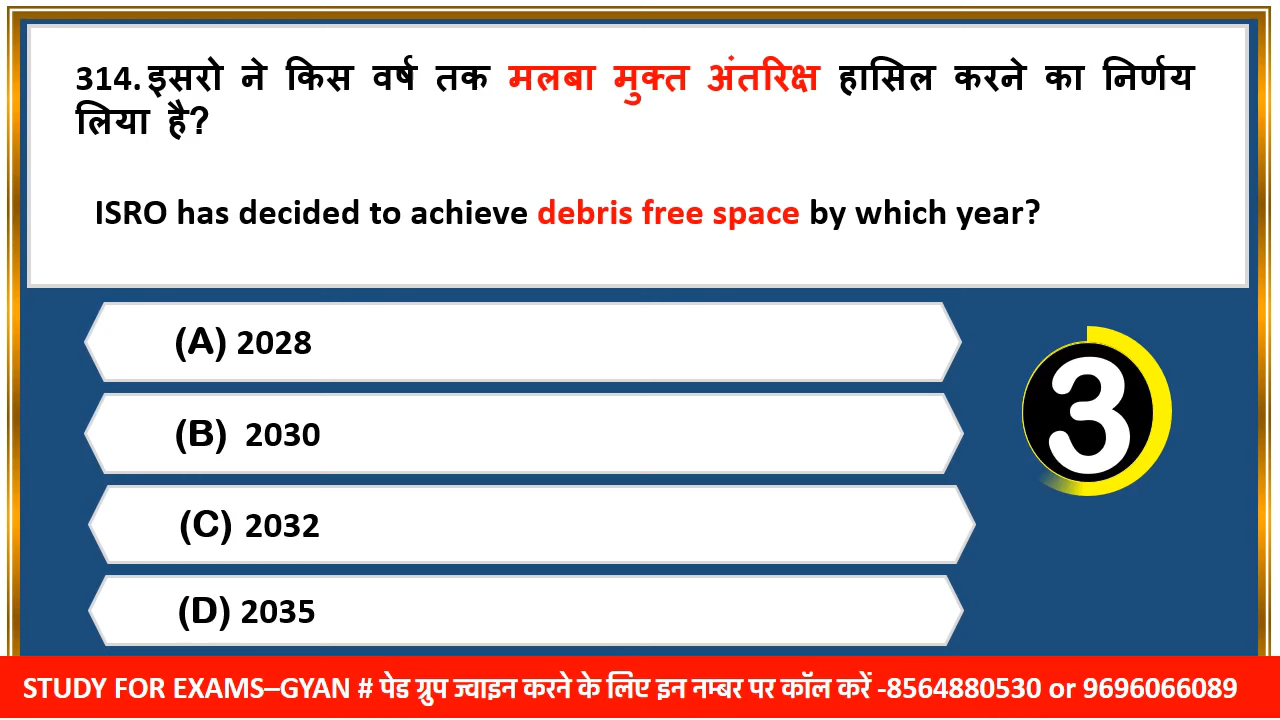 314. इसरो ने किस वर्ष तक मलबा मुक्त अंतरिक्ष हासिल करने का निर्णय
लिया है?
ISRO has decided to achieve debris free space by which year?
(A) 2028
(B) 2030
(C) 2032
(D) 2035
3
STUDY FOR EXAMS–GYAN # पेड ग्रुप ज्वाइन करने के लिए इन नम्बर पर कॉल करें -8564880530 or 9696066089